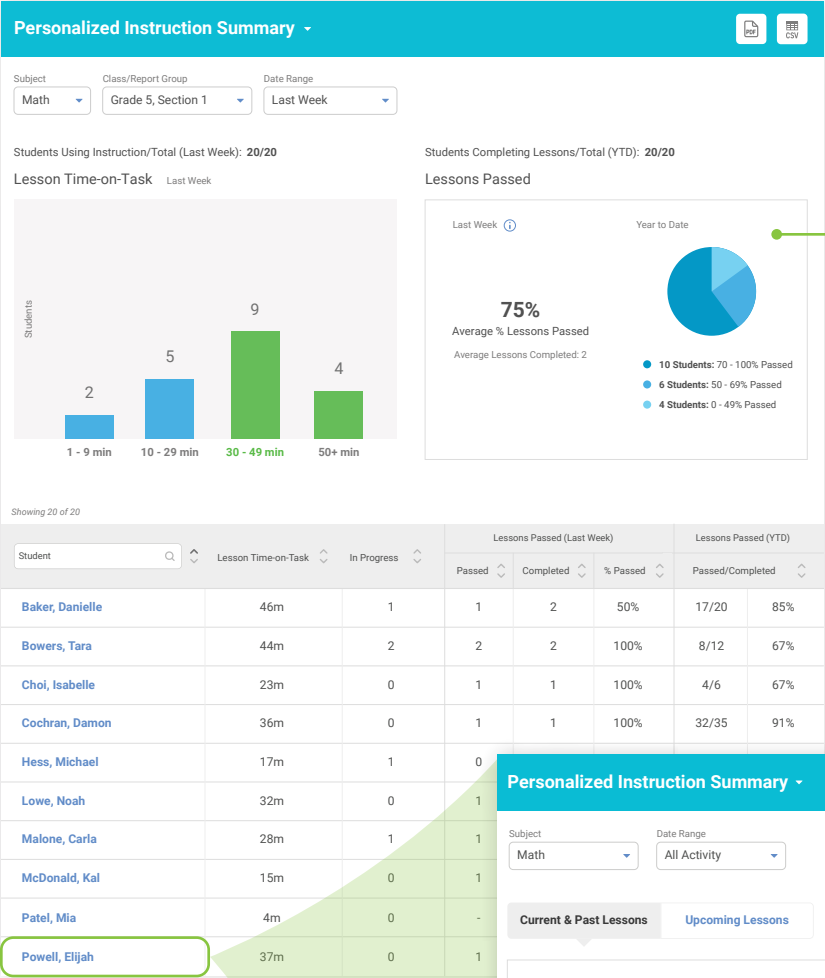 Personalized Instruction Summary
PDF
CSV
Subject
Class/Report Group
Date Range
Math
Grade 5, Section 1
Last Week
Students Using Instruction/Total (Last Week): 20/20
Lesson Time-on-Task Last Week
Students
2
5
9
4
1 - 9 min
10 - 29 min
30 - 49 min
50+ min
Students Completing Lessons/Total (YTD): 20/20
Lessons Passed
Last Week
75%
Average % Lessons Passed
Average Lessons Completed: 2
Year to Date
10 Students: 70 - 100% Passed
6 Students: 50 - 69% Passed
4 Students: 0 - 49% Passed
Showing 20 of 20
Lessons Passed (Last Week) Lessons Passed (YTD)
Student Lesson Time-on-Task In Progress Passed Completed % Passed Passed/Completed
Baker, Danielle 46m 1 1 2 50% 17/20 85%
Bowers, Tara 44m 2 2 2 100% 8/12 67%
Choi, Isabelle 23m 0 1 1 100% 4/6 67%
Cochran, Damon 36m 0 1 1 100% 32/35 91%
Hess, Michael 17m 1 0
Lowe, Noah 32m 0 1
Malone, Carla 28m 1 1
McDonald, Kal 15m 0 1
Patel, Mia 4m 0 -
Powell, Elijah 37m 0 1
Personalized Instruction Summary
Subject
Date Range
Math
All Activity
Current & Past Lessons
Upcoming Lessons